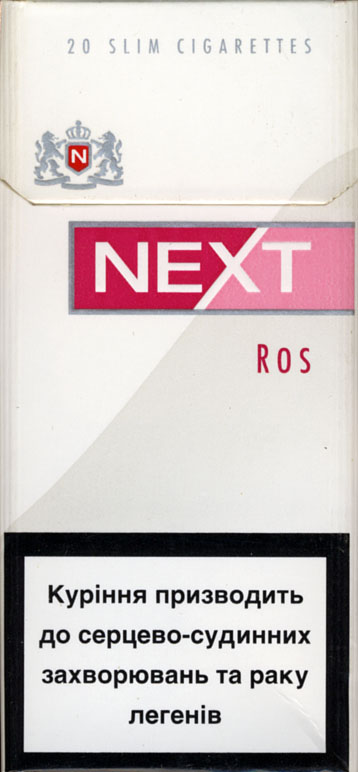 20 SLIM CIGARETTES
N
NEXT
Ros
Куріння призводить
до серцево-судинних
захворювань та раку
легенів